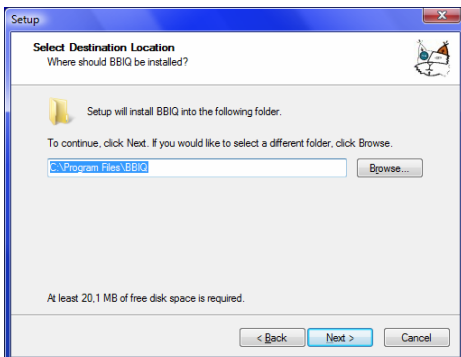 Setup
Select Destination Location
Where should BBIQ be installed?
Setup will install BBIQ into the following folder.
To continue, click Next. If you would like to select a different folder, click Browse.
C:\Program Files\BBIQ
Browse...
At least 20,1 MB of free disk space is required.
< Back
Next >
Cancel